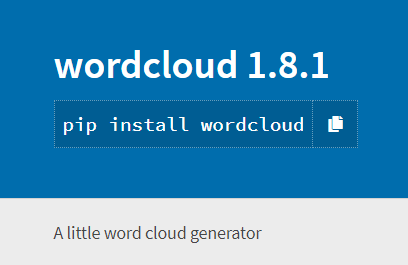 wordcloud 1.8.1
pip install wordcloud
A little word cloud generator